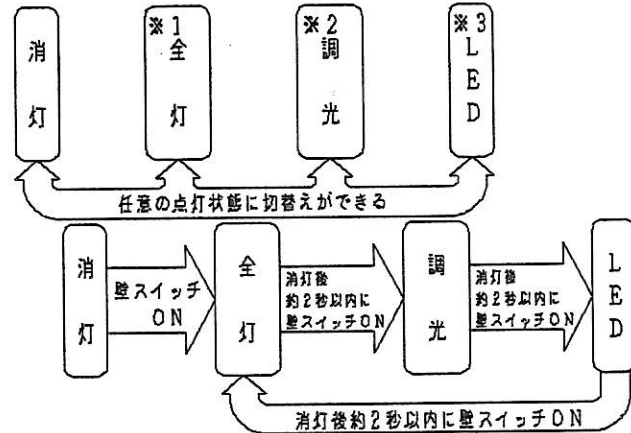 消灯
※1全灯
※2調光
※3LED
任意の点灯状態に切替えができる
消灯
壁スイッチ
ON
全灯
消灯後
約2秒以内に
壁スイッチON
調光
消灯後
約2秒以内に
壁スイッチON
LED
消灯後約2秒以内に壁スイッチON